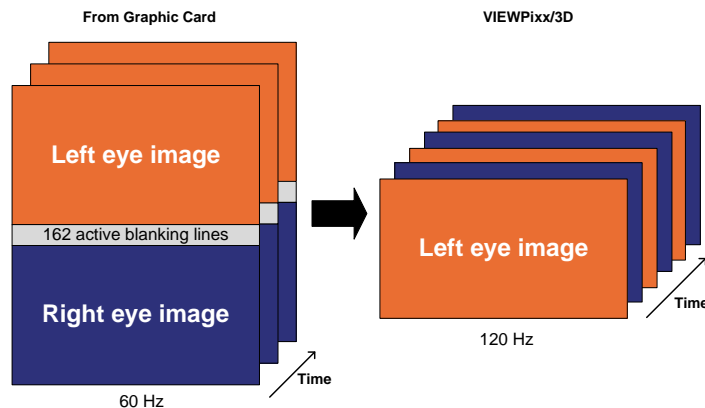 From Graphic Card
Left eye image
162 active blanking lines
Right eye image
Time
60 Hz
VIEWPixx/3D
Left eye image
Time
120 Hz